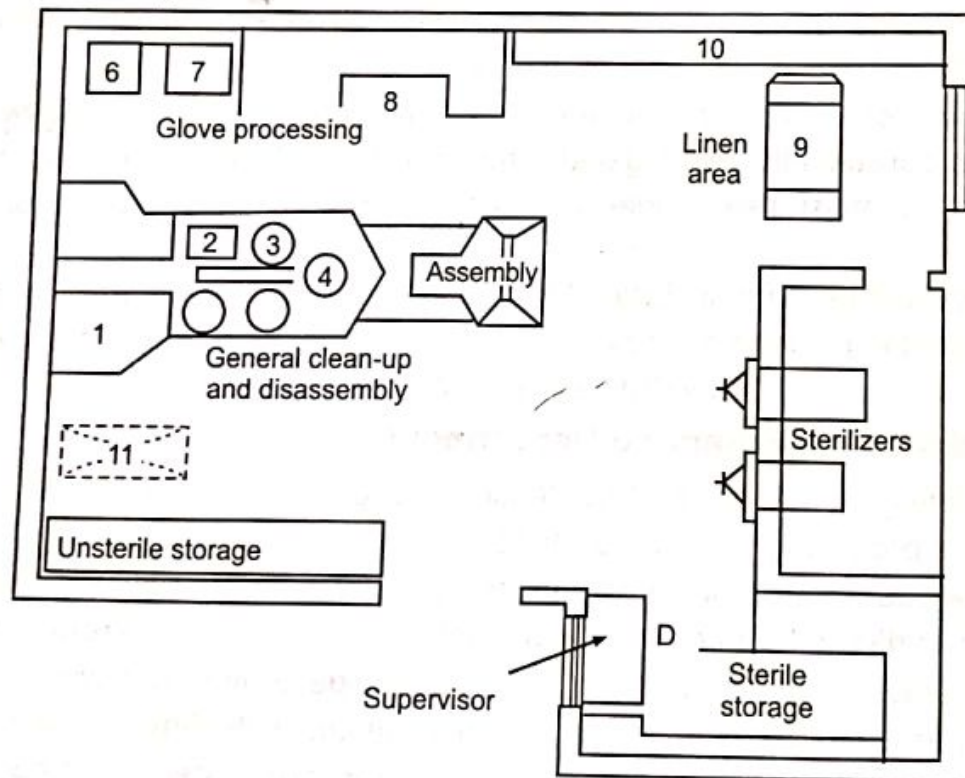 6
7
8
10
Glove processing
Linen
area
9
2
3
4
Assembly
1
General clean-up
and disassembly
Sterilizers
11
Unsterile storage
D
Supervisor
Sterile
storage